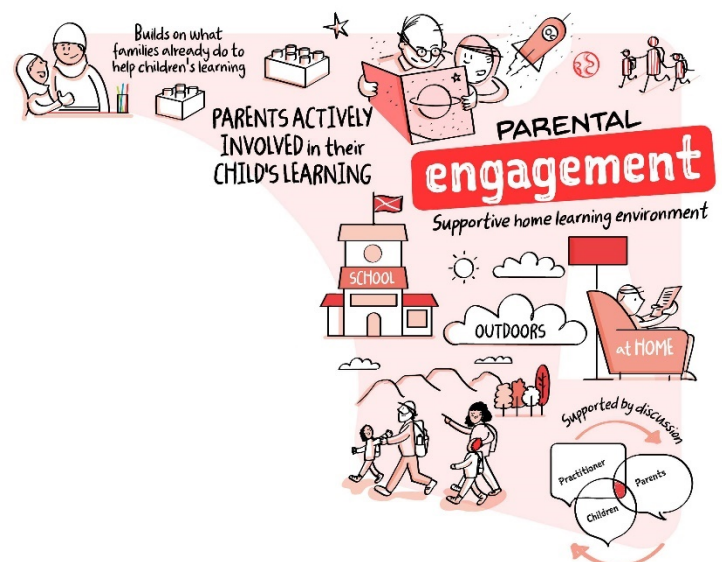 Builds on what
families already do to
help children's learning
PARENTS ACTIVELY
INVOLVED in their
CHILD'S LEARNING
PARENTAL
engagement
Supportive home learning environment
SCHOOL
OUTDOORS
at HOME
Supported by discussion
Practitioner
Parents
Children